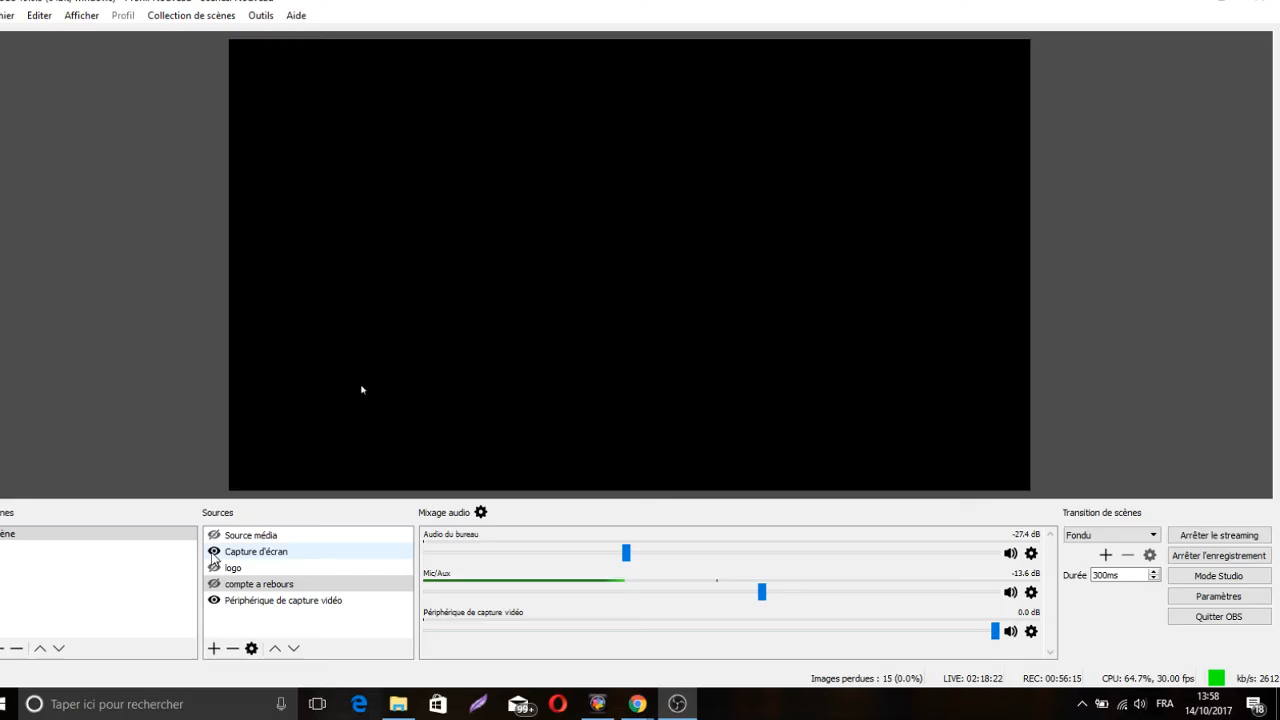 Editer Afficher Profil Collection de scènes Outils Aide
Sources
Source média
Capture d'écran
logo
compte a rebours
Périphérique de capture vidéo
Mixage audio
Audio du bureau -27.4 dB
Mic/Aux -13.6 dB
Périphérique de capture vidéo 0.0 dB
Transition de scènes
Fondu
Durée 300ms
Arrêter le streaming
Arrêter l'enregistrement
Mode Studio
Paramètres
Quitter OBS
Images perdues : 15 (0.0%) LIVE: 02:18:22 REC: 00:56:15 CPU: 64.7%, 30.00 fps kb/s: 2612
Taper ici pour rechercher
99+
FRA
13:58
14/10/2017
18